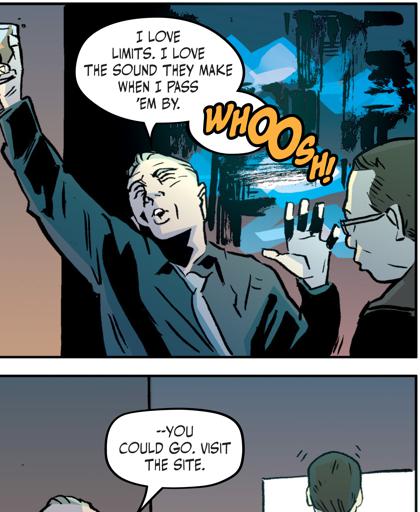 I LOVE
LIMITS. I LOVE
THE SOUND THEY MAKE
WHEN I PASS
'EM BY.
WHOOSH!
--YOU
COULD GO. VISIT
THE SITE.